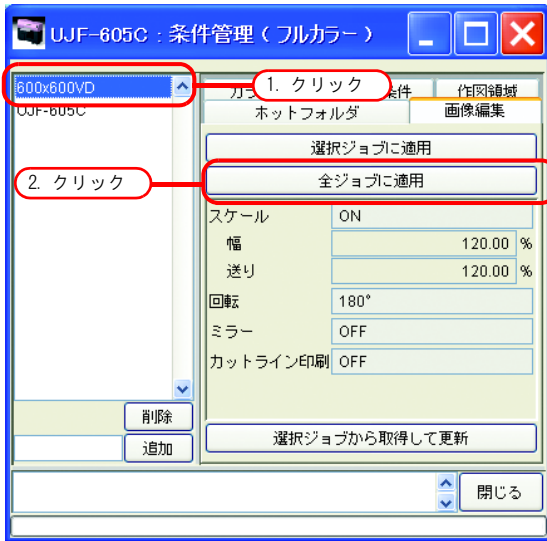 UJF-605C：条件管理（フルカラー）
600x600VD
UJF-605C
1. クリック
条件
作図領域
ホットフォルダ
画像編集
選択ジョブに適用
2. クリック
全ジョブに適用
スケール ON
幅 120.00 %
送り 120.00 %
回転 180°
ミラー OFF
カットライン印刷 OFF
削除
追加
選択ジョブから取得して更新
閉じる